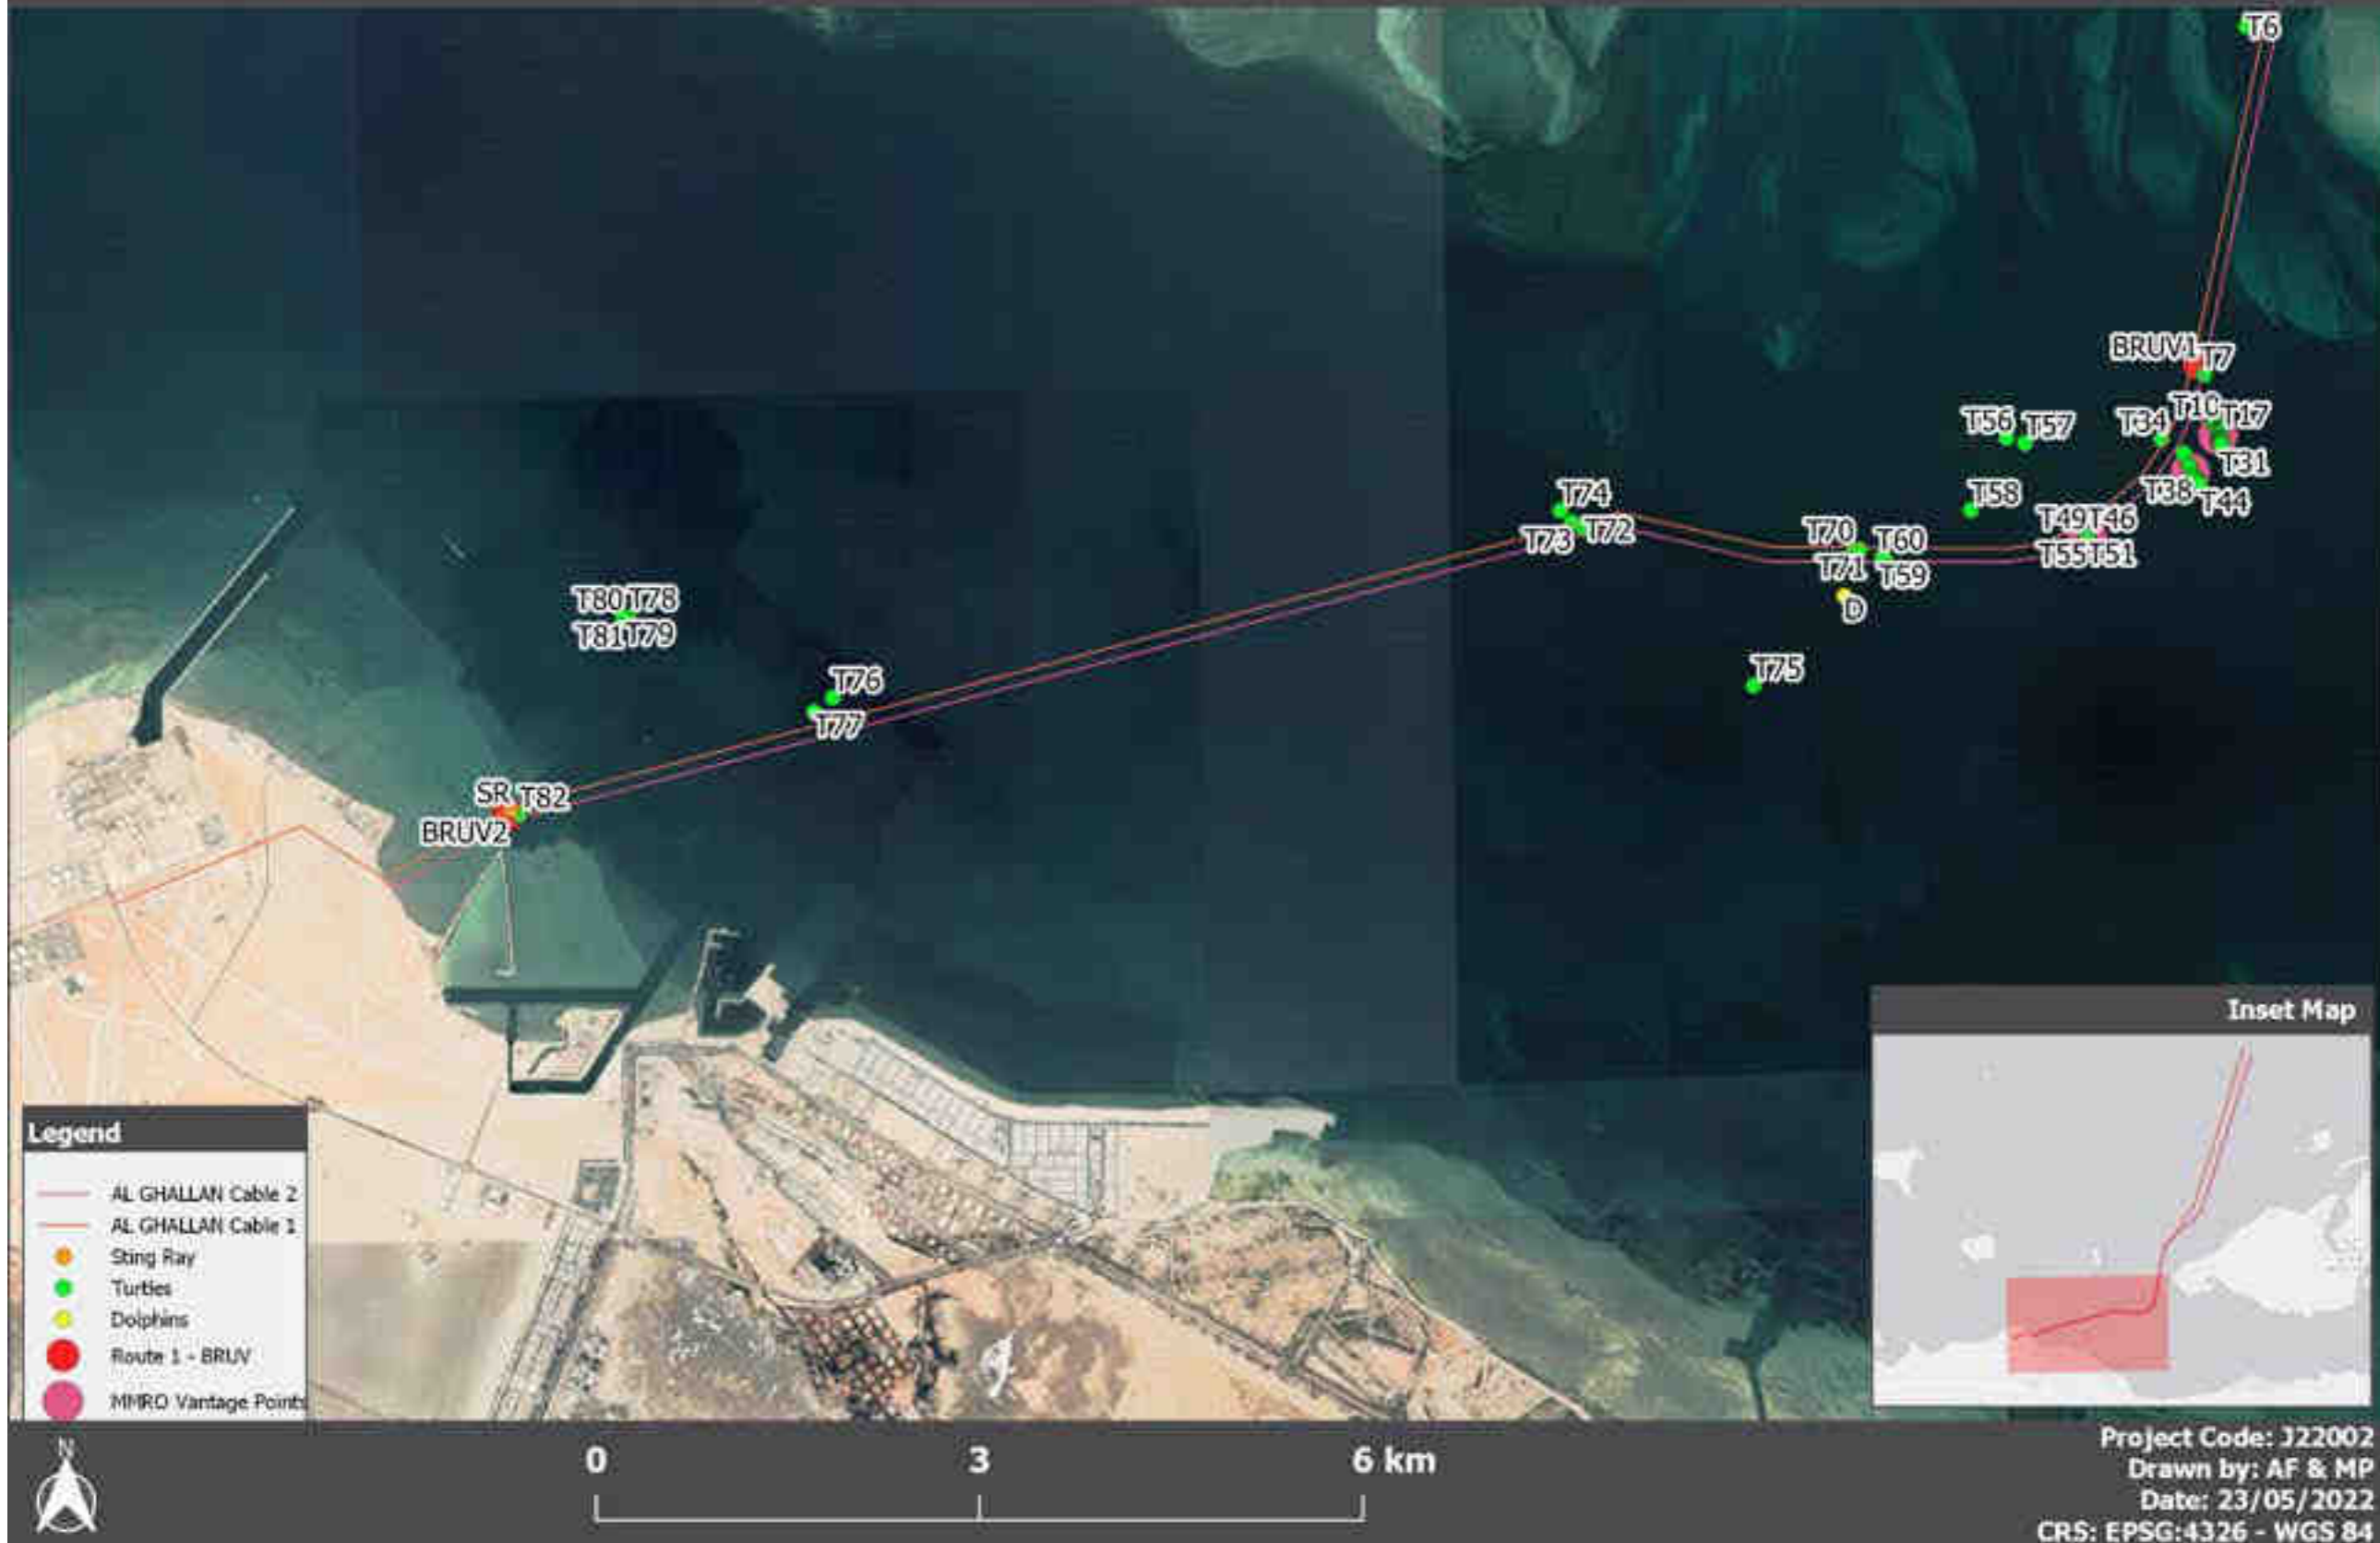 T6
BRUV1
T7
T10
T17
T34
T56
T57
T31
T38
T44
T74
T58
T73
T72
T70
T60
T49
T46
T55
T51
T71
T59
D
T80
T78
T81
T79
T75
T76
T77
SR
T82
BRUV2
Inset Map
Legend
AL GHALLAN Cable 2
AL GHALLAN Cable 1
Sting Ray
Turtles
Dolphins
Route 1 - BRUV
MMRO Vantage Points
N
0 3 6 km
Project Code: J22002
Drawn by: AF & MP
Date: 23/05/2022
CRS: EPSG:4326 - WGS 84